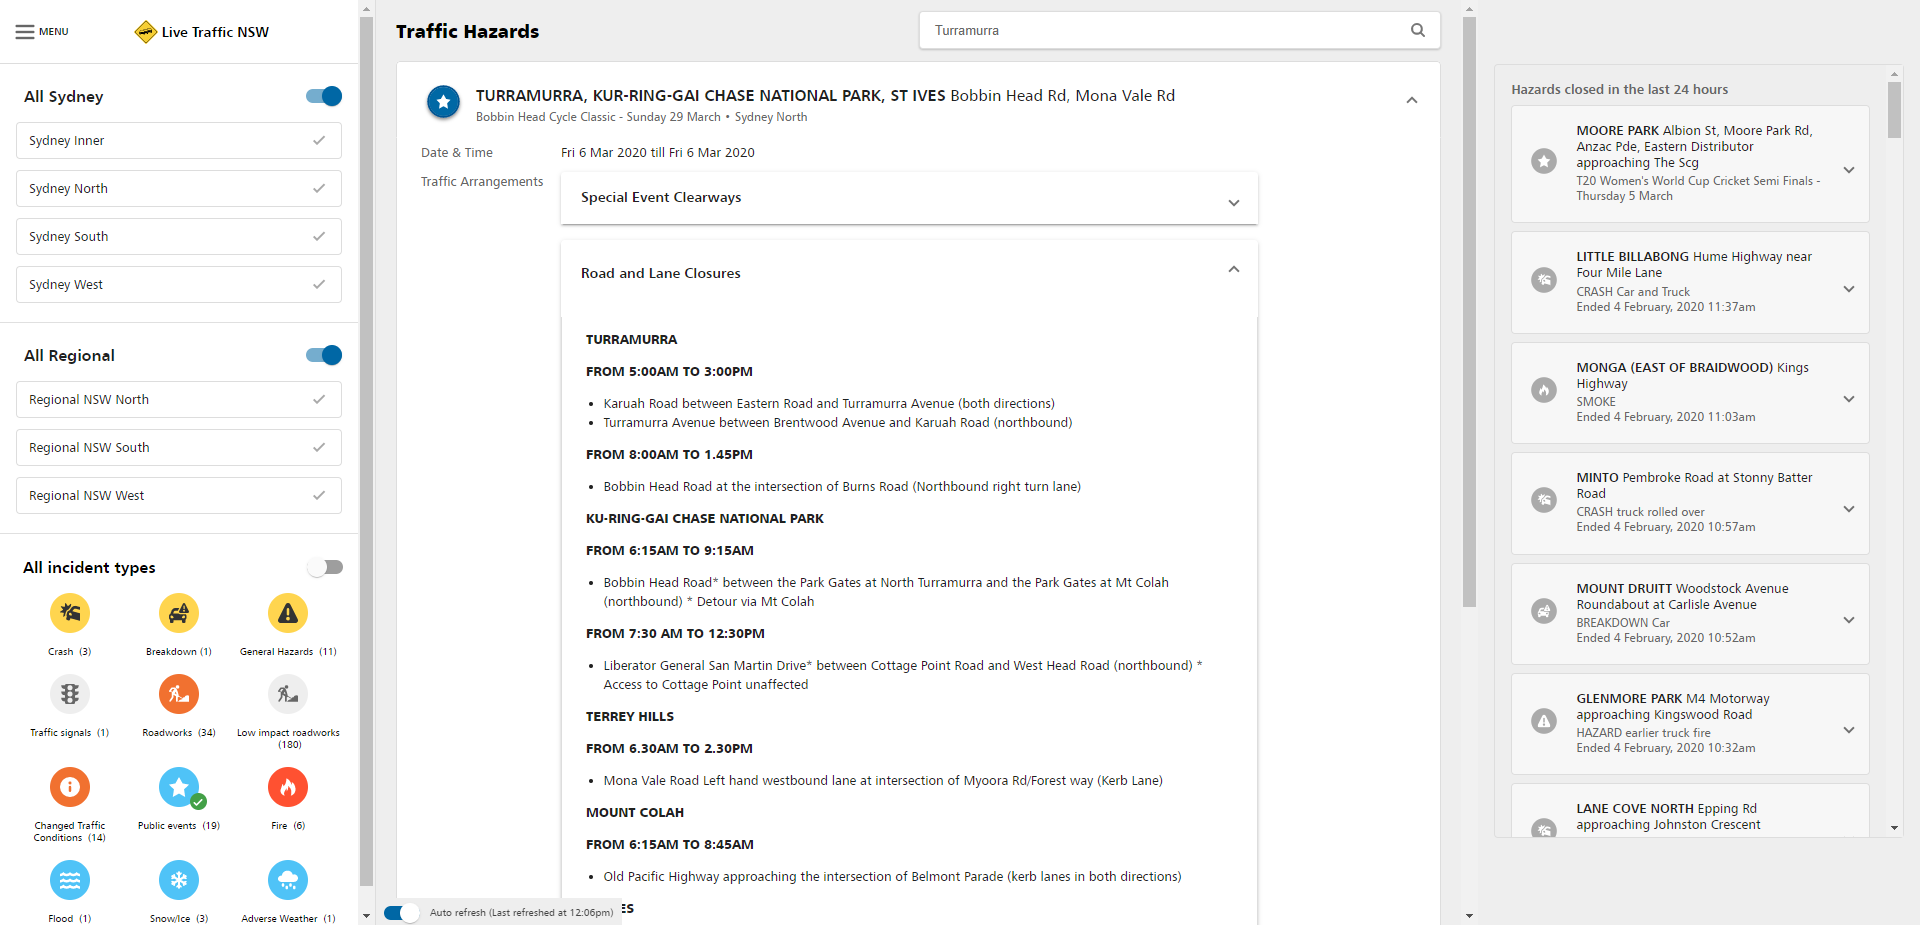 MENU
Live Traffic NSW
All Sydney
Sydney Inner
Sydney North
Sydney South
Sydney West
All Regional
Regional NSW North
Regional NSW South
Regional NSW West
All incident types
Crash (3)
Breakdown (1)
General Hazards (11)
Traffic signals (1)
Roadworks (34)
Low impact roadworks
(180)
Changed Traffic
Conditions (14)
Public events (19)
Fire (6)
Flood (1)
Snow/Ice (3)
Adverse Weather (1)
Traffic Hazards
Turramurra
TURRAMURRA, KUR-RING-GAI CHASE NATIONAL PARK, ST IVES Bobbin Head Rd, Mona Vale Rd
Bobbin Head Cycle Classic - Sunday 29 March • Sydney North
Date & Time
Fri 6 Mar 2020 till Fri 6 Mar 2020
Traffic Arrangements
Special Event Clearways
Road and Lane Closures
TURRAMURRA
FROM 5:00AM TO 3:00PM
• Karuah Road between Eastern Road and Turramurra Avenue (both directions)
• Turramurra Avenue between Brentwood Avenue and Karuah Road (northbound)
FROM 8:00AM TO 1.45PM
• Bobbin Head Road at the intersection of Burns Road (Northbound right turn lane)
KU-RING-GAI CHASE NATIONAL PARK
FROM 6:15AM TO 9:15AM
• Bobbin Head Road* between the Park Gates at North Turramurra and the Park Gates at Mt Colah
(northbound) * Detour via Mt Colah
FROM 7:30 AM TO 12:30PM
• Liberator General San Martin Drive* between Cottage Point Road and West Head Road (northbound) *
Access to Cottage Point unaffected
TERREY HILLS
FROM 6.30AM TO 2.30PM
• Mona Vale Road Left hand westbound lane at intersection of Myoora Rd/Forest way (Kerb Lane)
MOUNT COLAH
FROM 6:15AM TO 8:45AM
• Old Pacific Highway approaching the intersection of Belmont Parade (kerb lanes in both directions)
ES
Auto refresh (Last refreshed at 12:06pm)
Hazards closed in the last 24 hours
MOORE PARK Albion St, Moore Park Rd,
Anzac Pde, Eastern Distributor
approaching The Scg
T20 Women's World Cup Cricket Semi Finals -
Thursday 5 March
LITTLE BILLABONG Hume Highway near
Four Mile Lane
CRASH Car and Truck
Ended 4 February, 2020 11:37am
MONGA (EAST OF BRAIDWOOD) Kings
Highway
SMOKE
Ended 4 February, 2020 11:03am
MINTO Pembroke Road at Stonny Batter
Road
CRASH truck rolled over
Ended 4 February, 2020 10:57am
MOUNT DRUITT Woodstock Avenue
Roundabout at Carlisle Avenue
BREAKDOWN Car
Ended 4 February, 2020 10:52am
GLENMORE PARK M4 Motorway
approaching Kingswood Road
HAZARD earlier truck fire
Ended 4 February, 2020 10:32am
LANE COVE NORTH Epping Rd
approaching Johnston Crescent